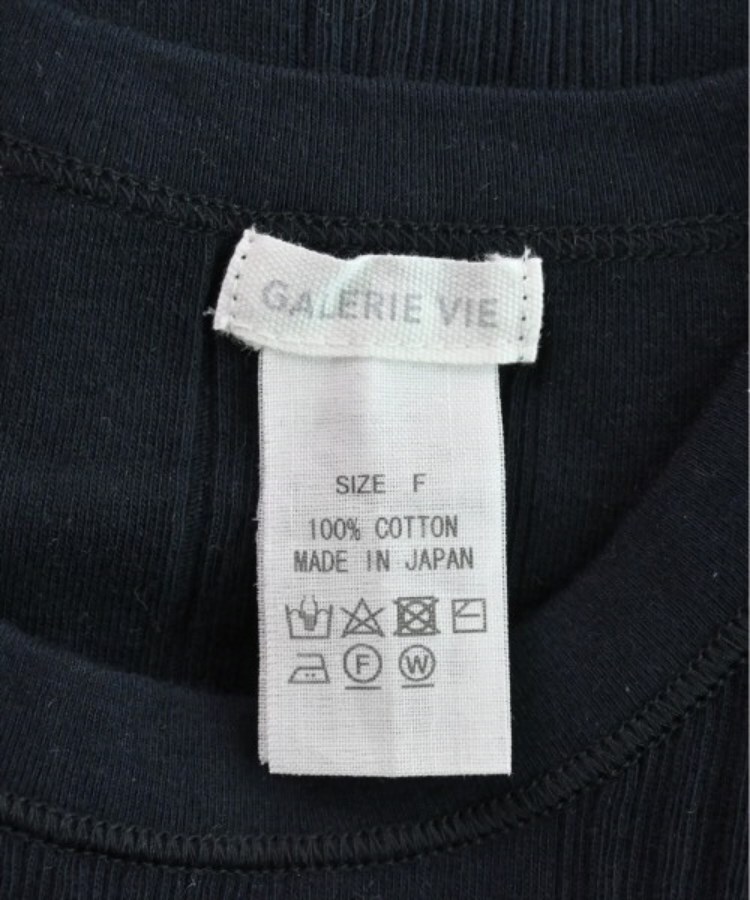 GALERIE VIE
SIZE F
100% COTTON
MADE IN JAPAN
F W